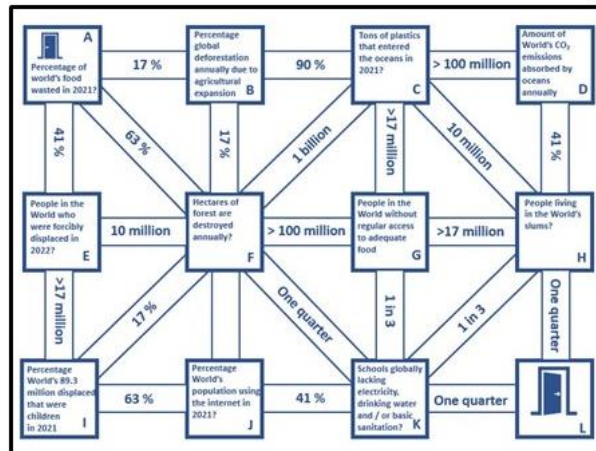 A
Percentage of
world's food
wasted in 2021?
17 %
Percentage
global
deforestation
annually due to
agricultural
expansion
B
90 %
Tons of plastics
that entered
the oceans in
2021?
C
> 100 million
Amount of
World's CO₂
emissions
absorbed by
oceans
annually
D
41 %
63 %
17 %
1 billion
>17 million
10 million
41 %
People in the
World who
were forcibly
displaced in
2022?
E
10 million
Hectares of
forest are
destroyed
annually?
F
> 100 million
People in the
World without
regular access
to adequate
food
G
>17 million
People living
in the World's
slums?
H
>17 million
17 %
One quarter
1 in 3
1 in 3
One quarter
Percentage
World's 89.3
million displaced
that were
children
in 2021
I
63 %
Percentage
World's
population using
the internet in
2021?
J
41 %
Schools globally
lacking
electricity,
drinking water
and / or basic
sanitation?
K
One quarter
L